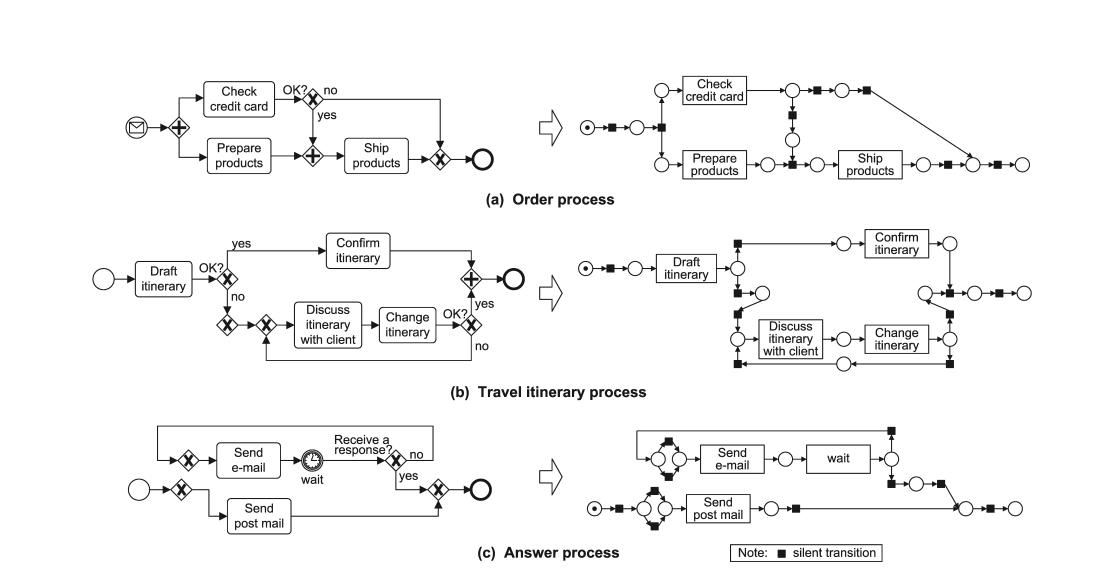 Check
credit card
OK?
no
yes
Prepare
products
Ship
products
Check
credit card
Prepare
products
Ship
products
(a) Order process
yes
Confirm
itinerary
Draft
itinerary
OK?
no
Discuss
itinerary
with client
Change
itinerary
OK?
yes
no
Draft
itinerary
Confirm
itinerary
Discuss
itinerary
with client
Change
itinerary
(b) Travel itinerary process
Send
e-mail
wait
Receive a
response?
no
yes
Send
post mail
Send
e-mail
wait
Send
post mail
(c) Answer process
Note: silent transition